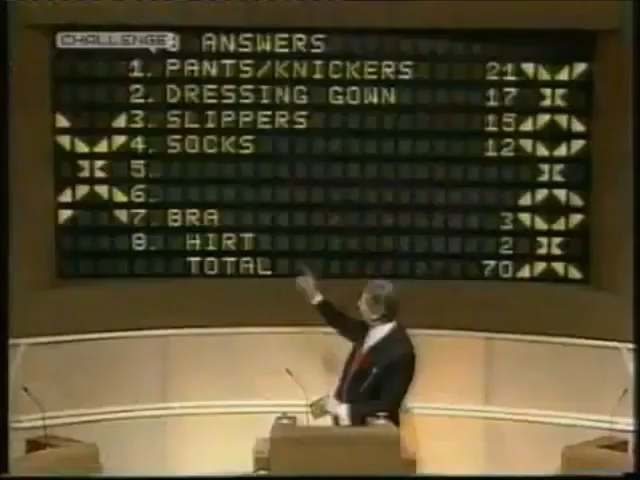 CHALLENGE
ANSWERS
1. PANTS/KNICKERS 21
2. DRESSING GOWN 17
3. SLIPPERS 15
4. SOCKS 12
5.
6.
7. BRA 3
8. HIRT 2
TOTAL 70